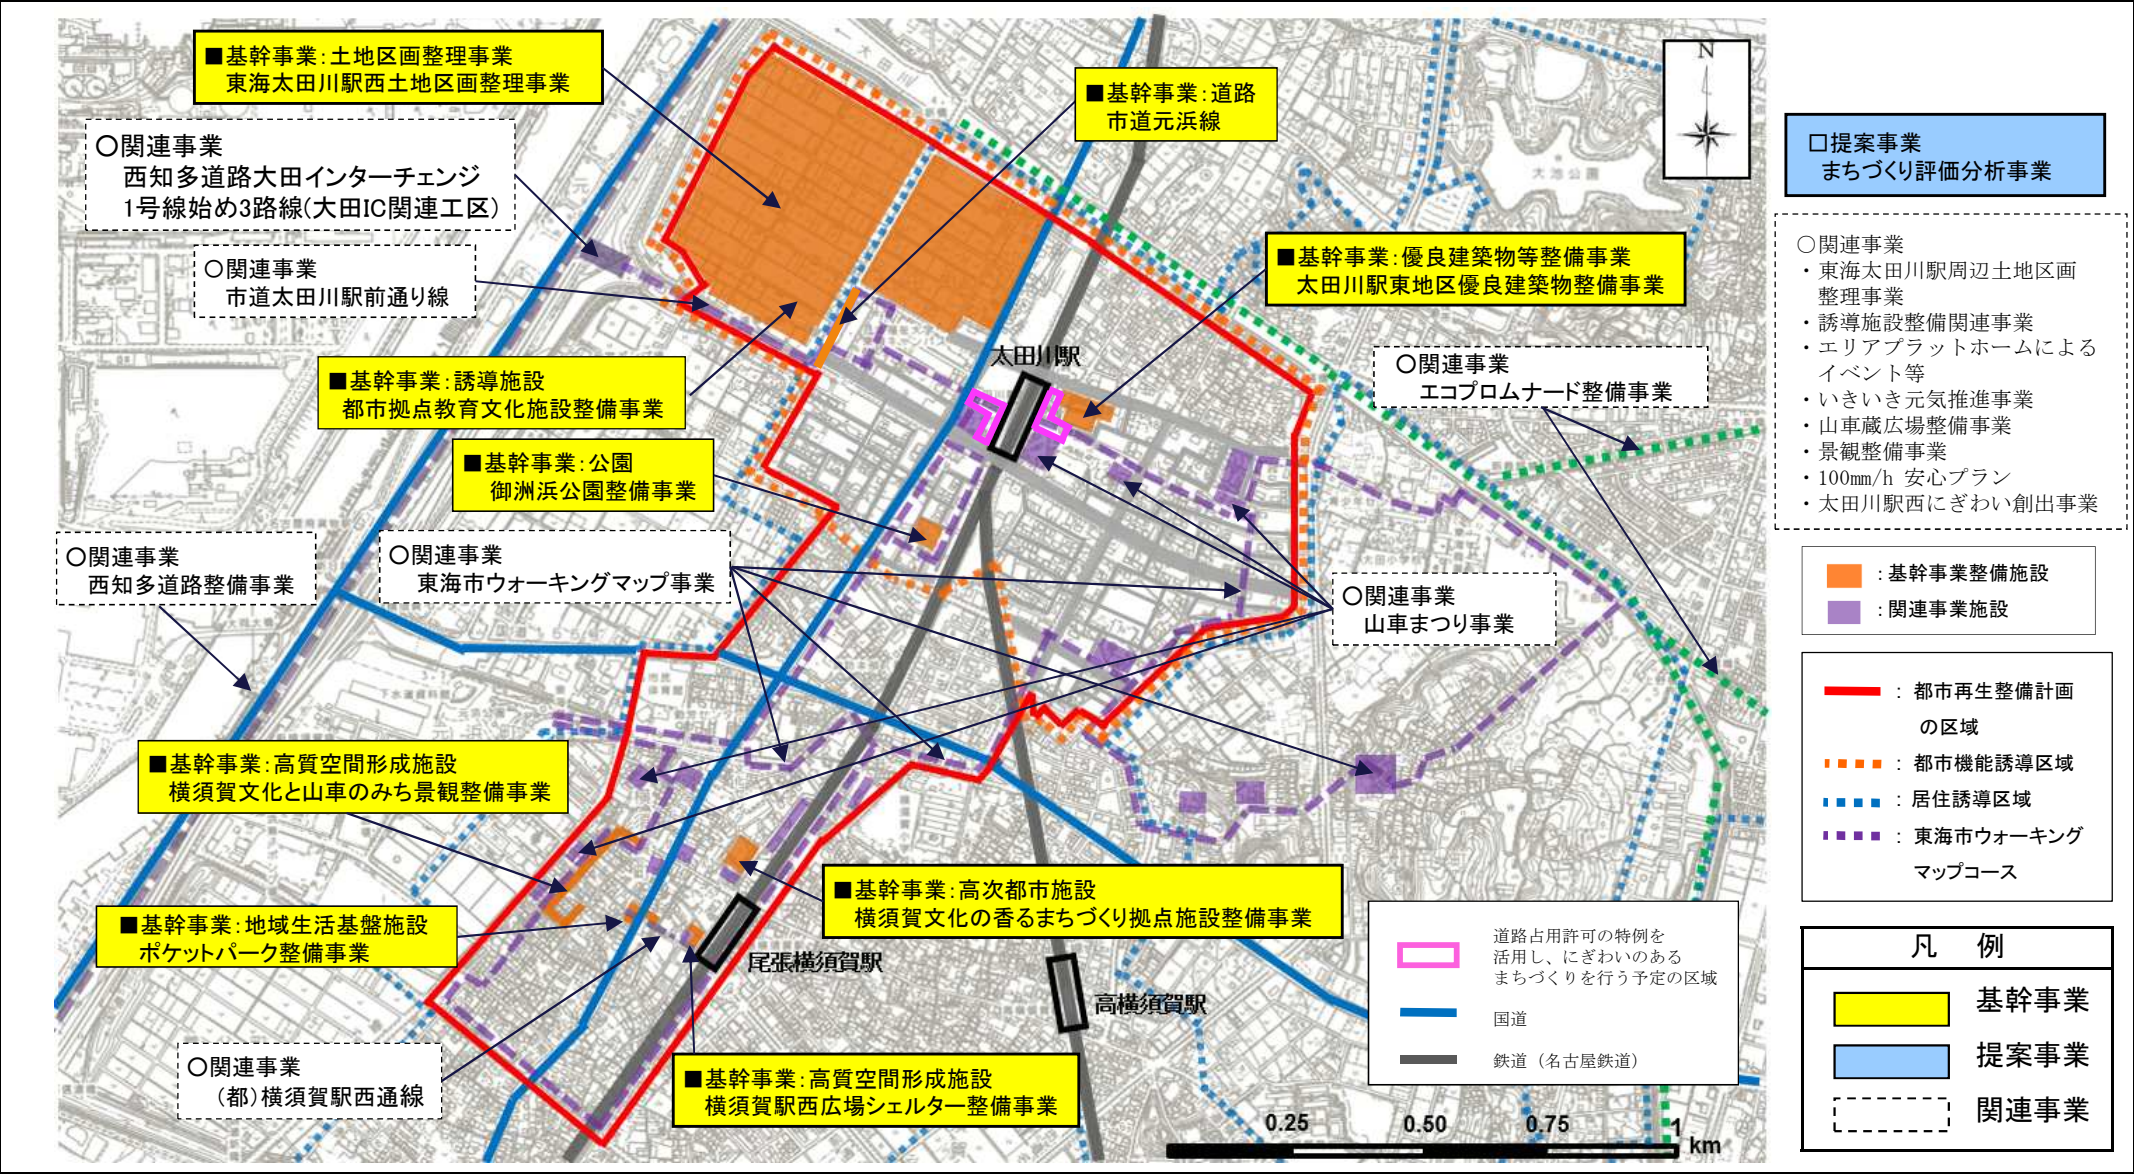 ■基幹事業：土地区画整理事業
東海太田川駅西土地区画整理事業
■基幹事業：道路
市道元浜線
N
□提案事業
まちづくり評価分析事業
○関連事業
西知多道路大田インターチェンジ
1号線始め3路線(大田IC関連工区)
大池公園
○関連事業
・東海太田川駅周辺土地区画
整理事業
・誘導施設整備関連事業
・エリアプラットホームによる
イベント等
・いきいき元気推進事業
・山車蔵広場整備事業
・景観整備事業
・100mm/h 安心プラン
・太田川駅西にぎわい創出事業
○関連事業
市道太田川駅前通り線
■基幹事業：優良建築物等整備事業
太田川駅東地区優良建築物整備事業
太田川駅
■基幹事業：誘導施設
都市拠点教育文化施設整備事業
○関連事業
エコプロムナード整備事業
■基幹事業：公園
御洲浜公園整備事業
○関連事業
西知多道路整備事業
○関連事業
東海市ウォーキングマップ事業
○関連事業
山車まつり事業
：基幹事業整備施設
：関連事業施設
：都市再生整備計画
の区域
：都市機能誘導区域
：居住誘導区域
：東海市ウォーキング
マップコース
■基幹事業：高質空間形成施設
横須賀文化と山車のみち景観整備事業
■基幹事業：高次都市施設
横須賀文化の香るまちづくり拠点施設整備事業
■基幹事業：地域生活基盤施設
ポケットパーク整備事業
尾張横須賀駅
高横須賀駅
道路占用許可の特例を
活用し、にぎわいのある
まちづくりを行う予定の区域
国道
鉄道（名古屋鉄道）
凡 例
基幹事業
提案事業
関連事業
○関連事業
（都）横須賀駅西通線
■基幹事業：高質空間形成施設
横須賀駅西広場シェルター整備事業
0.25 0.50 0.75 1
km